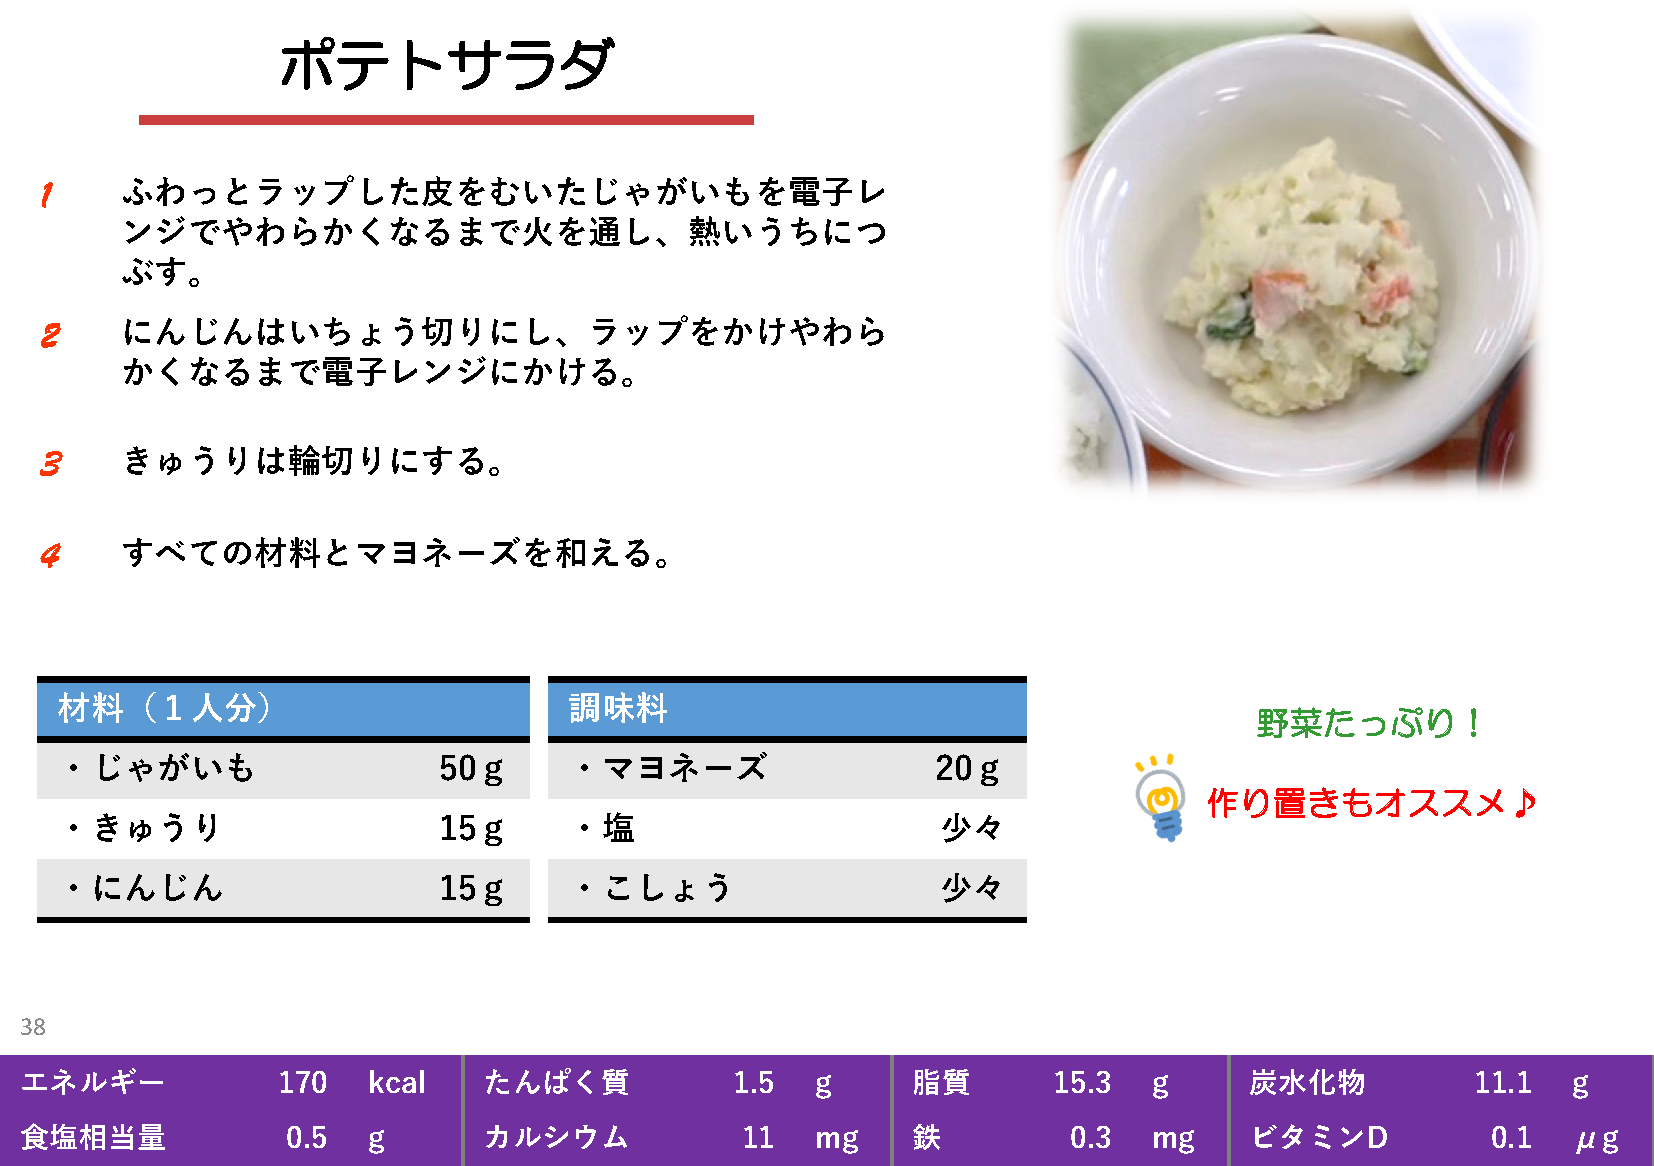 ポテトサラダ
1 ふわっとラップした皮をむいたじゃがいもを電子レ
ンジでやわらかくなるまで火を通し、熱いうちにつ
ぶす。
2 にんじんはいちょう切りにし、ラップをかけやわら
かくなるまで電子レンジにかける。
3 きゅうりは輪切りにする。
4 すべての材料とマヨネーズを和える。
材料（１人分）
・じゃがいも 50ｇ
・きゅうり 15ｇ
・にんじん 15ｇ
調味料
・マヨネーズ 20ｇ
・塩 少々
・こしょう 少々
野菜たっぷり！
作り置きもオススメ♪
38
エネルギー 170 kcal たんぱく質 1.5 g 脂質 15.3 g 炭水化物 11.1 g
食塩相当量 0.5 g カルシウム 11 mg 鉄 0.3 mg ビタミンD 0.1 μg